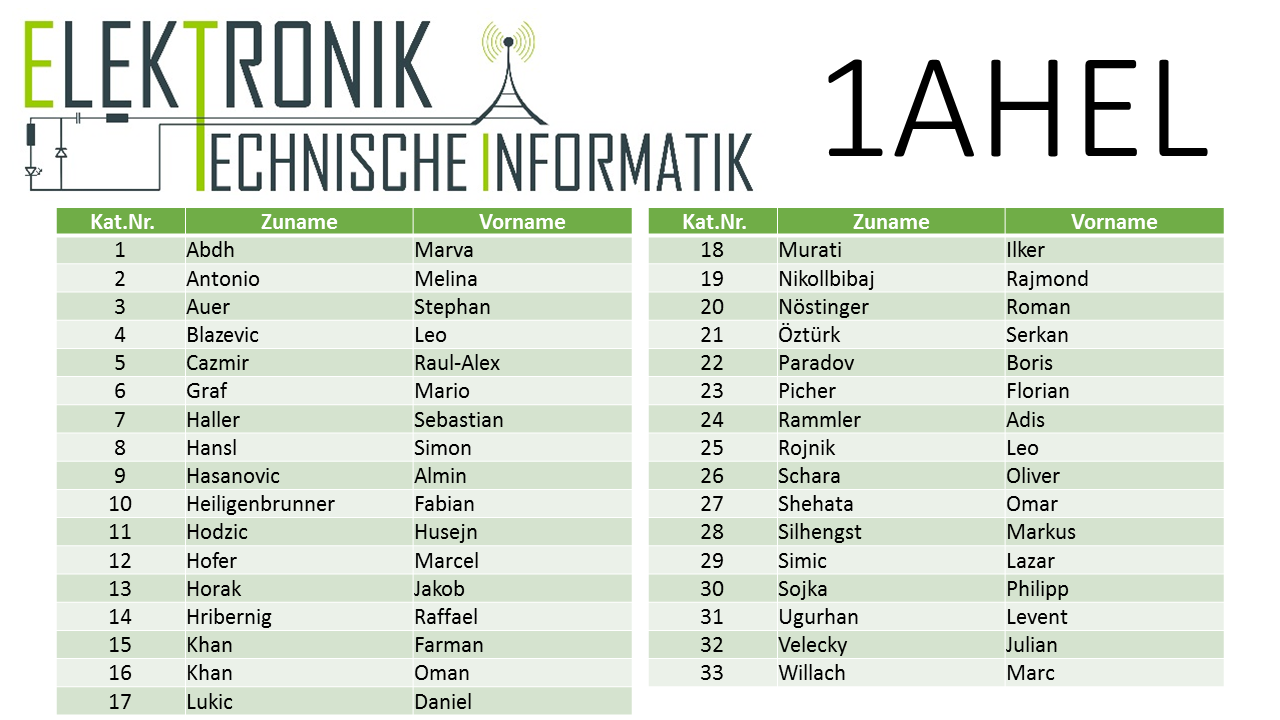 ELEKTRONIK
TECHNISCHE INFORMATIK
1AHEL
Kat.Nr. Zuname Vorname
1 Abdh Marva
2 Antonio Melina
3 Auer Stephan
4 Blazevic Leo
5 Cazmir Raul-Alex
6 Graf Mario
7 Haller Sebastian
8 Hansl Simon
9 Hasanovic Almin
10 Heiligenbrunner Fabian
11 Hodzic Husejn
12 Hofer Marcel
13 Horak Jakob
14 Hribernig Raffael
15 Khan Farman
16 Khan Oman
17 Lukic Daniel
Kat.Nr. Zuname Vorname
18 Murati Ilker
19 Nikollbibaj Rajmond
20 Nöstinger Roman
21 Öztürk Serkan
22 Paradov Boris
23 Picher Florian
24 Rammler Adis
25 Rojnik Leo
26 Schara Oliver
27 Shehata Omar
28 Silhengst Markus
29 Simic Lazar
30 Sojka Philipp
31 Ugurhan Levent
32 Velecky Julian
33 Willach Marc